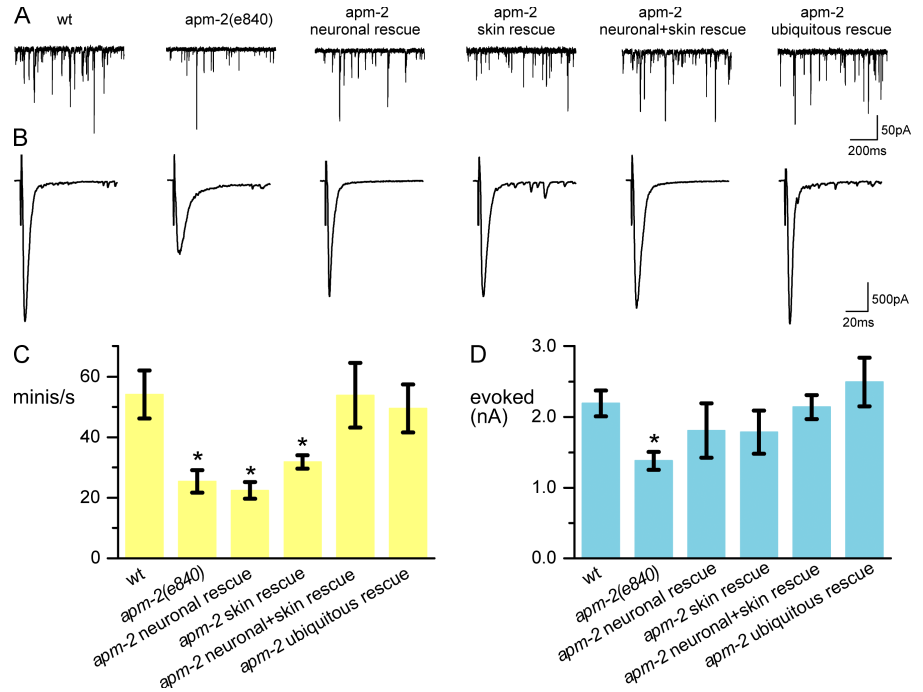 A
wt
apm-2(e840)
apm-2
neuronal rescue
apm-2
skin rescue
apm-2
neuronal+skin rescue
apm-2
ubiquitous rescue
50pA
200ms
B
500pA
20ms
C
minis/s
60
40
20
0
wt
apm-2(e840)
apm-2 neuronal rescue
apm-2 skin rescue
apm-2 neuronal+skin rescue
apm-2 ubiquitous rescue
*
*
*
D
evoked
(nA)
3.0
2.0
1.0
0.0
wt
apm-2(e840)
apm-2 neuronal rescue
apm-2 skin rescue
apm-2 neuronal+skin rescue
apm-2 ubiquitous rescue
*